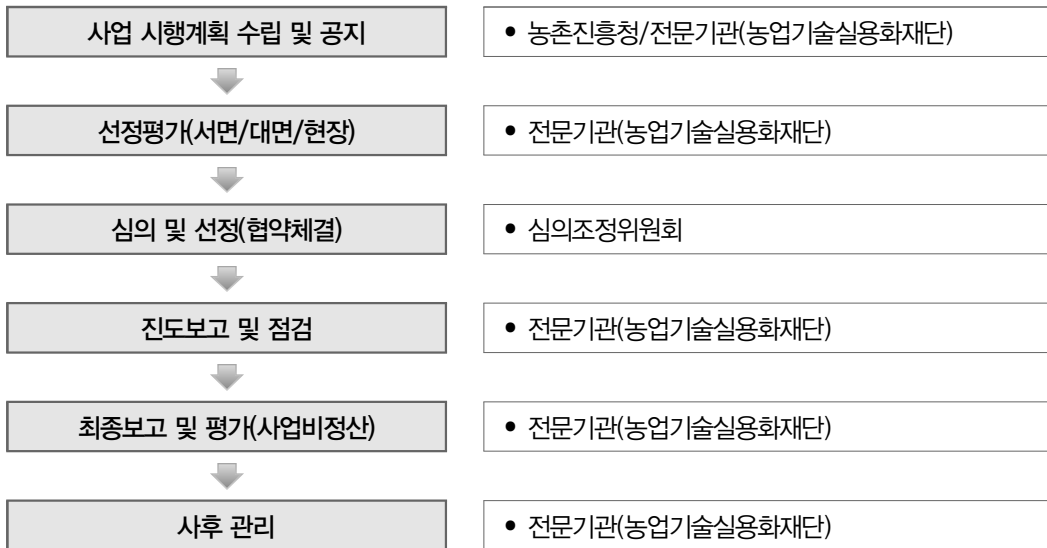 사업 시행계획 수립 및 공지
• 농촌진흥청/전문기관(농업기술실용화재단)
선정평가(서면/대면/현장)
• 전문기관(농업기술실용화재단)
심의 및 선정(협약체결)
• 심의조정위원회
진도보고 및 점검
• 전문기관(농업기술실용화재단)
최종보고 및 평가(사업비정산)
• 전문기관(농업기술실용화재단)
사후 관리
• 전문기관(농업기술실용화재단)